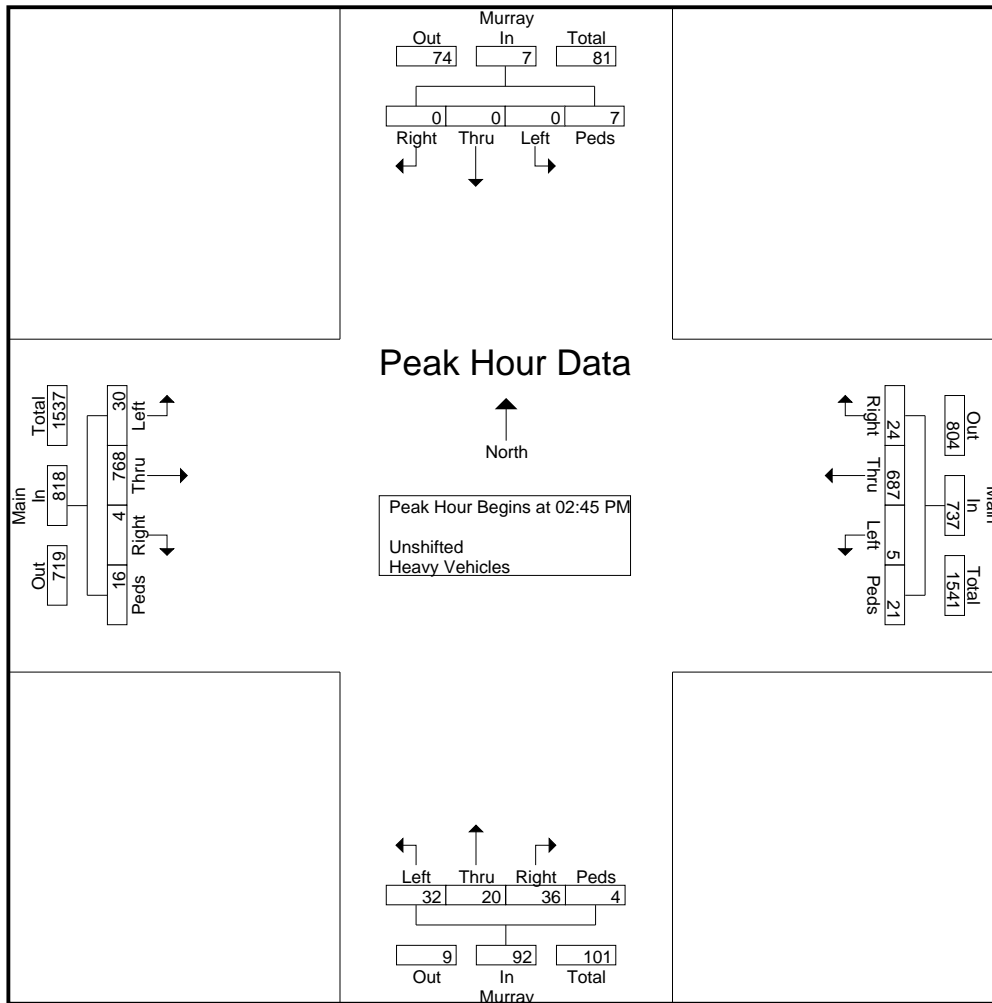 Murray
Out In Total
74 7 81
0 0 0 7
Right Thru Left Peds
Peak Hour Data
North
Peak Hour Begins at 02:45 PM
Unshifted
Heavy Vehicles
Main
Total In Out
1537 818 719
30 768 4 16
Left Thru Right Peds
Main
Out In Total
804 737 1541
24 687 5 21
Right Thru Left Peds
Left Thru Right Peds
32 20 36 4
9 92 101
Out In Total
Murray